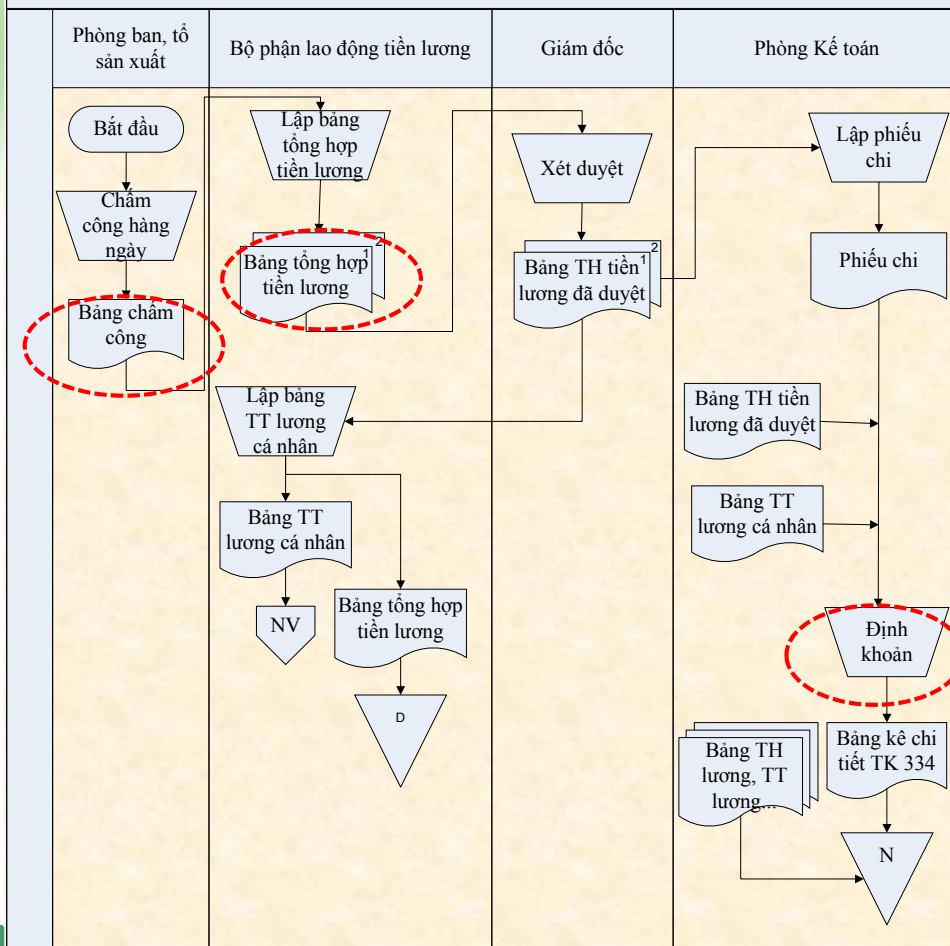 Phòng ban, tổ
sản xuất
Bộ phận lao động tiền lương
Giám đốc
Phòng Kế toán
Bắt đầu
Chấm
công hàng
ngày
Bảng chấm
công
Lập bảng
tổng hợp
tiền lương
2
1
Bảng tổng hợp
tiền lương
Lập bảng
TT lương
cá nhân
Bảng TT
lương cá nhân
NV
Bảng tổng hợp
tiền lương
D
Xét duyệt
2
1
Bảng TH tiền
lương đã duyệt
Lập phiếu
chi
Phiếu chi
Bảng TH tiền
lương đã duyệt
Bảng TT
lương cá nhân
Định
khoản
Bảng TH
lương, TT
lương...
Bảng kê chi
tiết TK 334
N